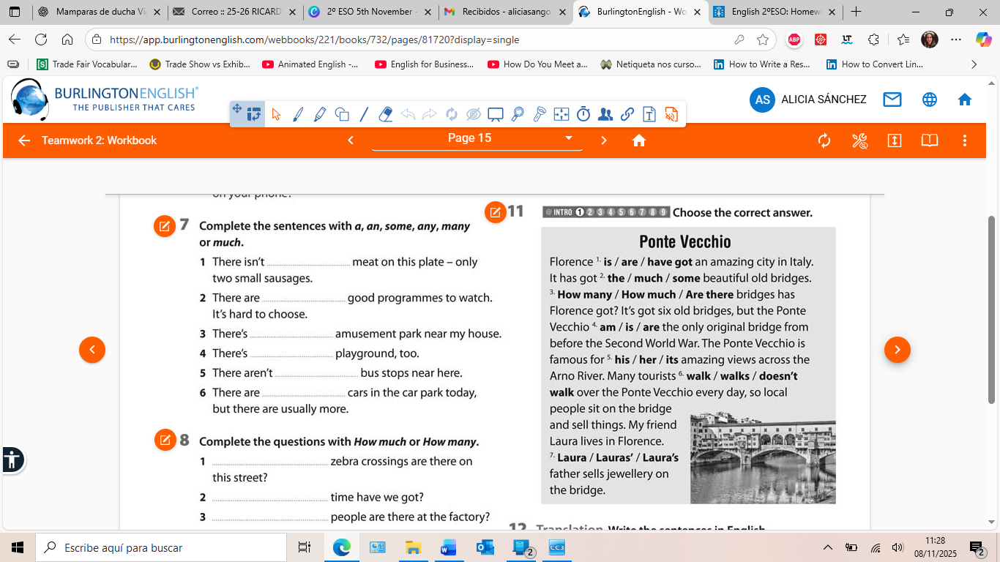 Mamparas de ducha Vi
Correo :: 25-26 RICARD
2º ESO 5th November -
Recibidos - aliciasango
BurlingtonEnglish - Wo
English 2ºESO: Homew
https://app.burlingtonenglish.com/webbooks/221/books/732/pages/81720?display=single
ABP
LT
Trade Fair Vocabular...
Trade Show vs Exhib...
Animated English -...
English for Business...
How Do You Meet a...
Netiqueta nos curso...
How to Write a Res...
How to Convert Lin...
BURLINGTONENGLISH®
THE PUBLISHER THAT CARES
AS
ALICIA SÁNCHEZ
Teamwork 2: Workbook
Page 15
on your phone?
7 Complete the sentences with a, an, some, any, many
or much.
1 There isn't ........ meat on this plate – only
two small sausages.
2 There are ........ good programmes to watch.
It's hard to choose.
3 There's ........ amusement park near my house.
4 There's ........ playground, too.
5 There aren't ........ bus stops near here.
6 There are ........ cars in the car park today,
but there are usually more.
8 Complete the questions with How much or How many.
1 ........ zebra crossings are there on
this street?
2 ........ time have we got?
3 ........ people are there at the factory?
11 @ INTRO 1 2 3 4 5 6 7 8 9 Choose the correct answer.
Ponte Vecchio
Florence 1. is / are / have got an amazing city in Italy.
It has got 2. the / much / some beautiful old bridges.
3. How many / How much / Are there bridges has
Florence got? It's got six old bridges, but the Ponte
Vecchio 4. am / is / are the only original bridge from
before the Second World War. The Ponte Vecchio is
famous for 5. his / her / its amazing views across the
Arno River. Many tourists 6. walk / walks / doesn't
walk over the Ponte Vecchio every day, so local
people sit on the bridge
and sell things. My friend
Laura lives in Florence.
7. Laura / Lauras' / Laura's
father sells jewellery on
the bridge.
12 Translation Write the sentences in English.
Escribe aquí para buscar
2
CC3
11:28
08/11/2025
2